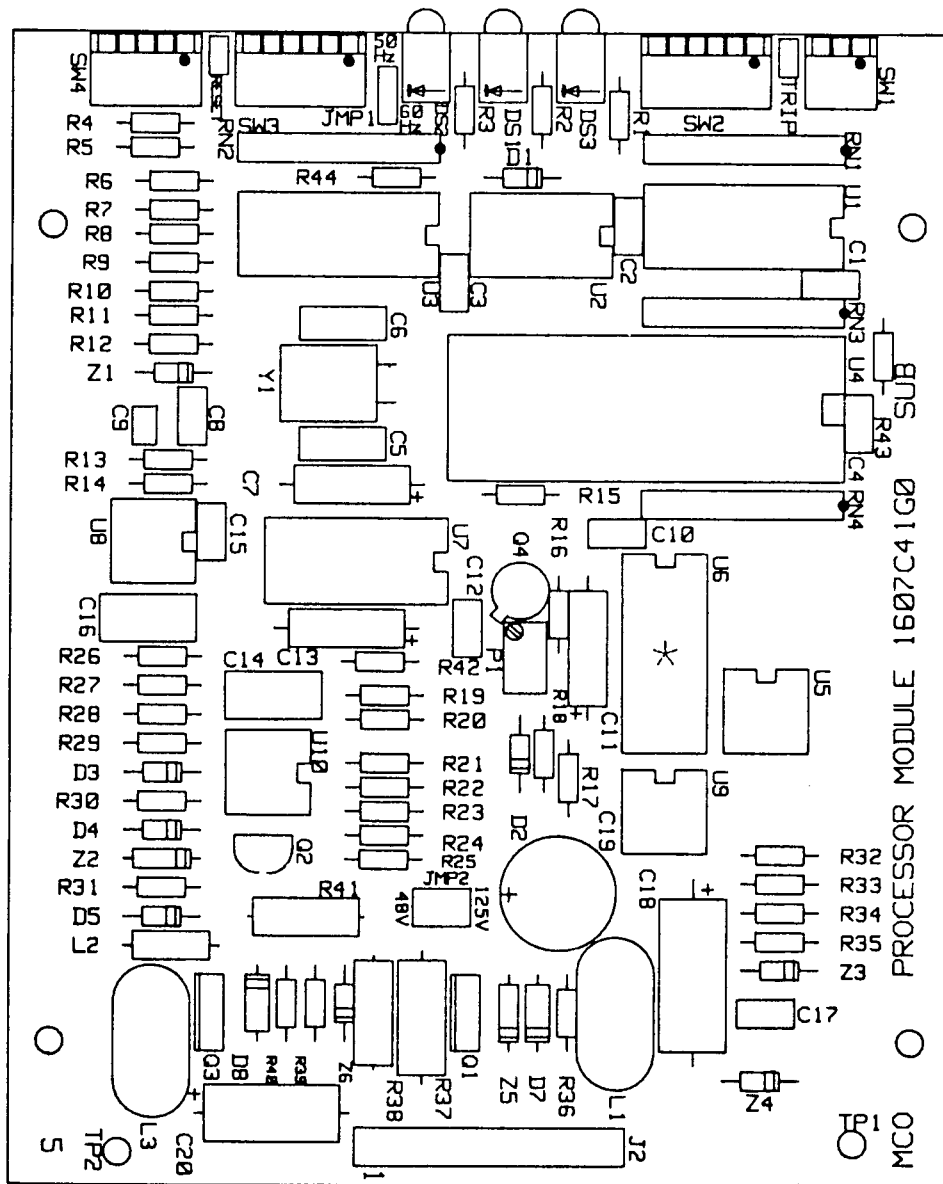 SW4
RESE
SW3
50 Hz
JMP1
60 Hz
DS2
R3
DS1
R2
DS3
R1
SW2
TRIP
SW1
R4
R5
RN2
RN1
R44
D1
R6
R7
R8
R9
R10
R11
R12
Z1
U3
C3
U2
C2
U1
C1
C6
RN3
Y1
U4
SUB
C9
C8
C5
R43
R13
R14
C7
C4
R15
RN4
U8
C15
U7
Q4
R16
C10
U6
C12
C16
R26
C14
C13
R42
P1
U5
R27
R19
R28
R20
R18
C11
R29
U10
D3
R21
R22
R17
U9
R30
R23
D4
R24
D2
C19
Z2
Q2
R25
R31
R41
JMP2
48V
125V
C18
R32
R33
R34
R35
Z3
D5
L2
C17
Q3
D8
R40
R39
Z6
R38
R37
Q1
Z5
D7
R36
L1
Z4
L3
C20
J2
1
TP2
TP1
5
MCO PROCESSOR MODULE 1607C41G0
+
+
+
+
+
+